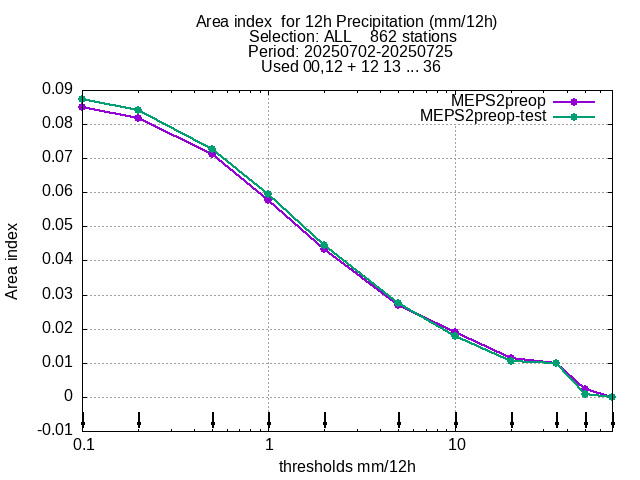 Area index  for 12h Precipitation (mm/12h)
Selection: ALL    862 stations
Period: 20250702-20250725
Used 00,12 + 12 13 ... 36
MEPS2preop
MEPS2preop-test
0.09
0.08
0.07
0.06
0.05
0.04
0.03
0.02
0.01
0
-0.01
Area index
0.1 1 10
thresholds mm/12h